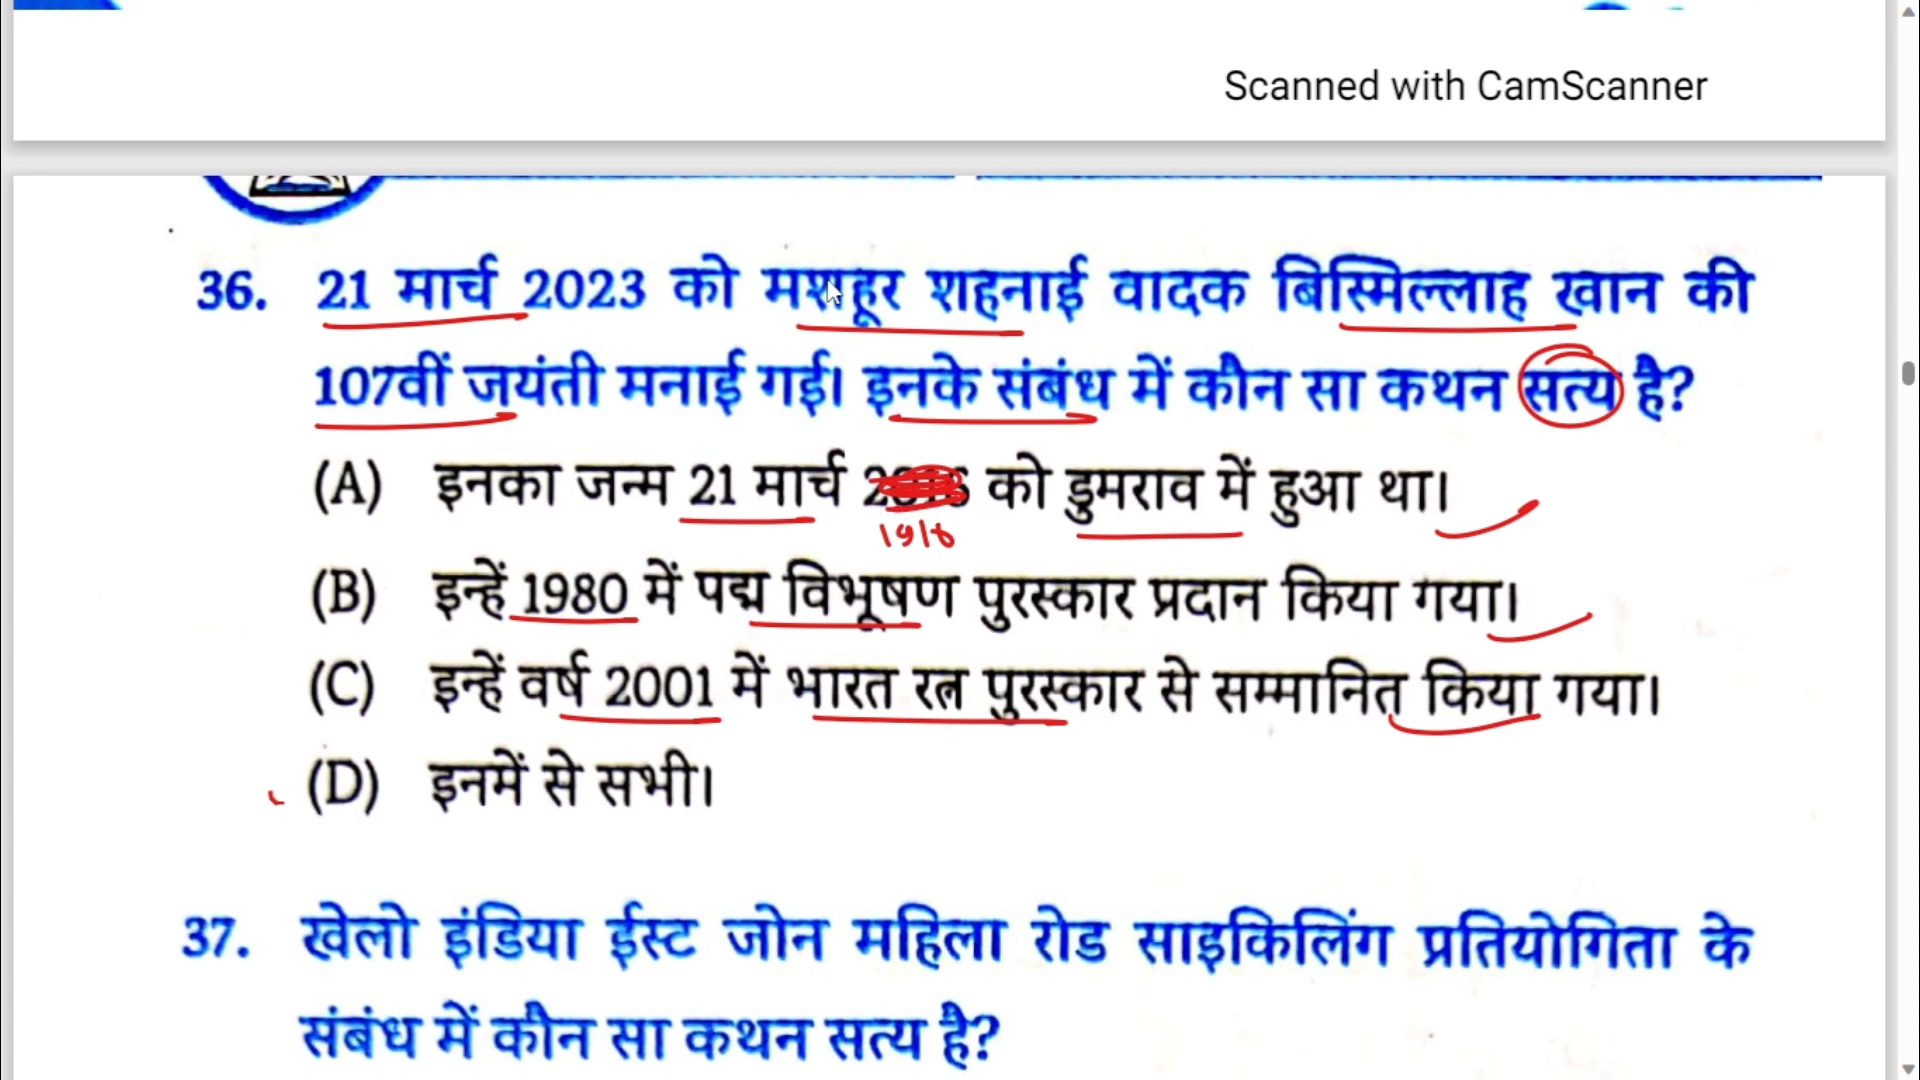 Scanned with CamScanner
36. 21 मार्च 2023 को मशहूर शहनाई वादक बिस्मिल्लाह खान की
107वीं जयंती मनाई गई। इनके संबंध में कौन सा कथन सत्य है?
(A) इनका जन्म 21 मार्च को डुमराव में हुआ था।
1916
(B) इन्हें 1980 में पद्म विभूषण पुरस्कार प्रदान किया गया।
(C) इन्हें वर्ष 2001 में भारत रत्न पुरस्कार से सम्मानित किया गया।
(D) इनमें से सभी।
37. खेलो इंडिया ईस्ट जोन महिला रोड साइकिलिंग प्रतियोगिता के
संबंध में कौन सा कथन सत्य है?